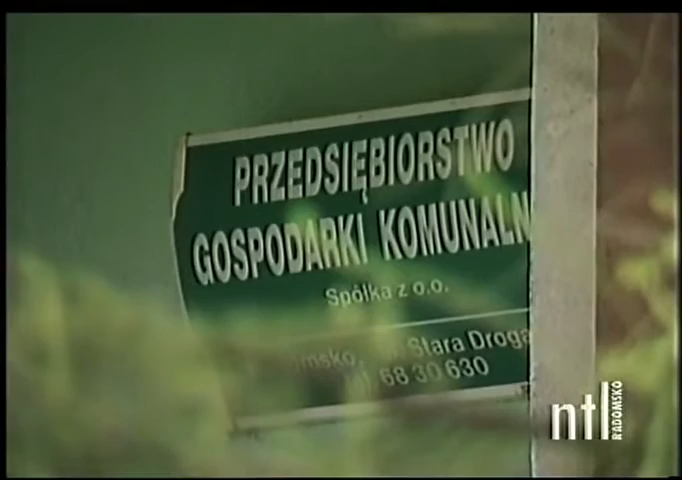 PRZEDSIĘBIORSTWO
GOSPODARKI KOMUNALN
Spółka z o.o.
Stara Droga
68 30 630
ntl
RADOMSKO